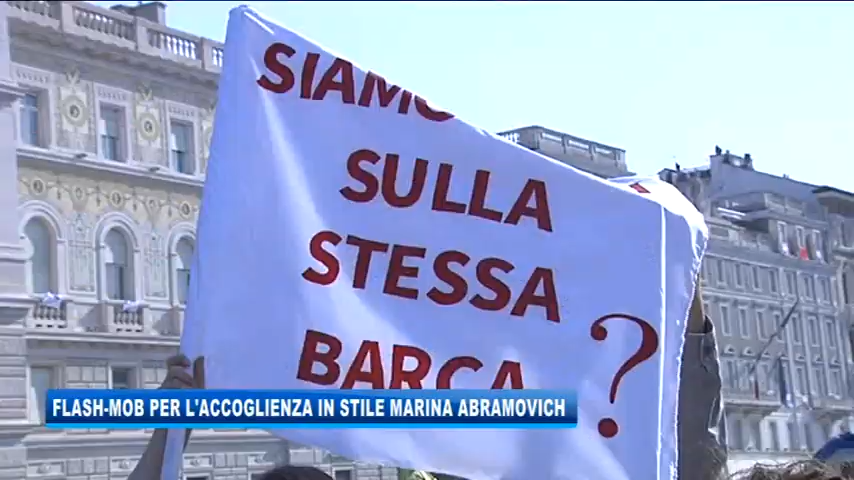 SIAMO
SULLA
STESSA
BARCA
?
FLASH-MOB PER L'ACCOGLIENZA IN STILE MARINA ABRAMOVICH